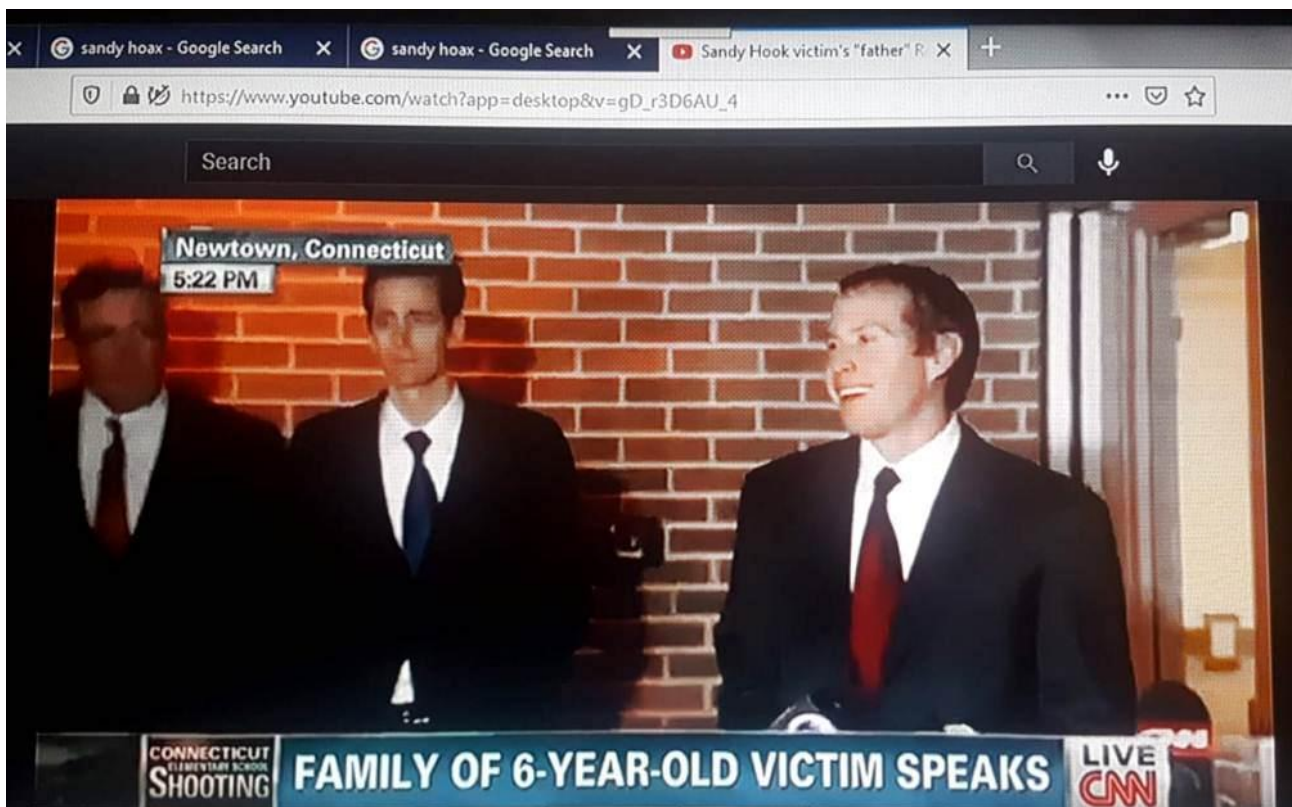 sandy hoax - Google Search
sandy hoax - Google Search
Sandy Hook victim's "father" R
https://www.youtube.com/watch?app=desktop&v=gD_r3D6AU_4
Search
Newtown, Connecticut
5:22 PM
CONNECTICUT
ELEMENTARY SCHOOL
SHOOTING
FAMILY OF 6-YEAR-OLD VICTIM SPEAKS
LIVE
CNN